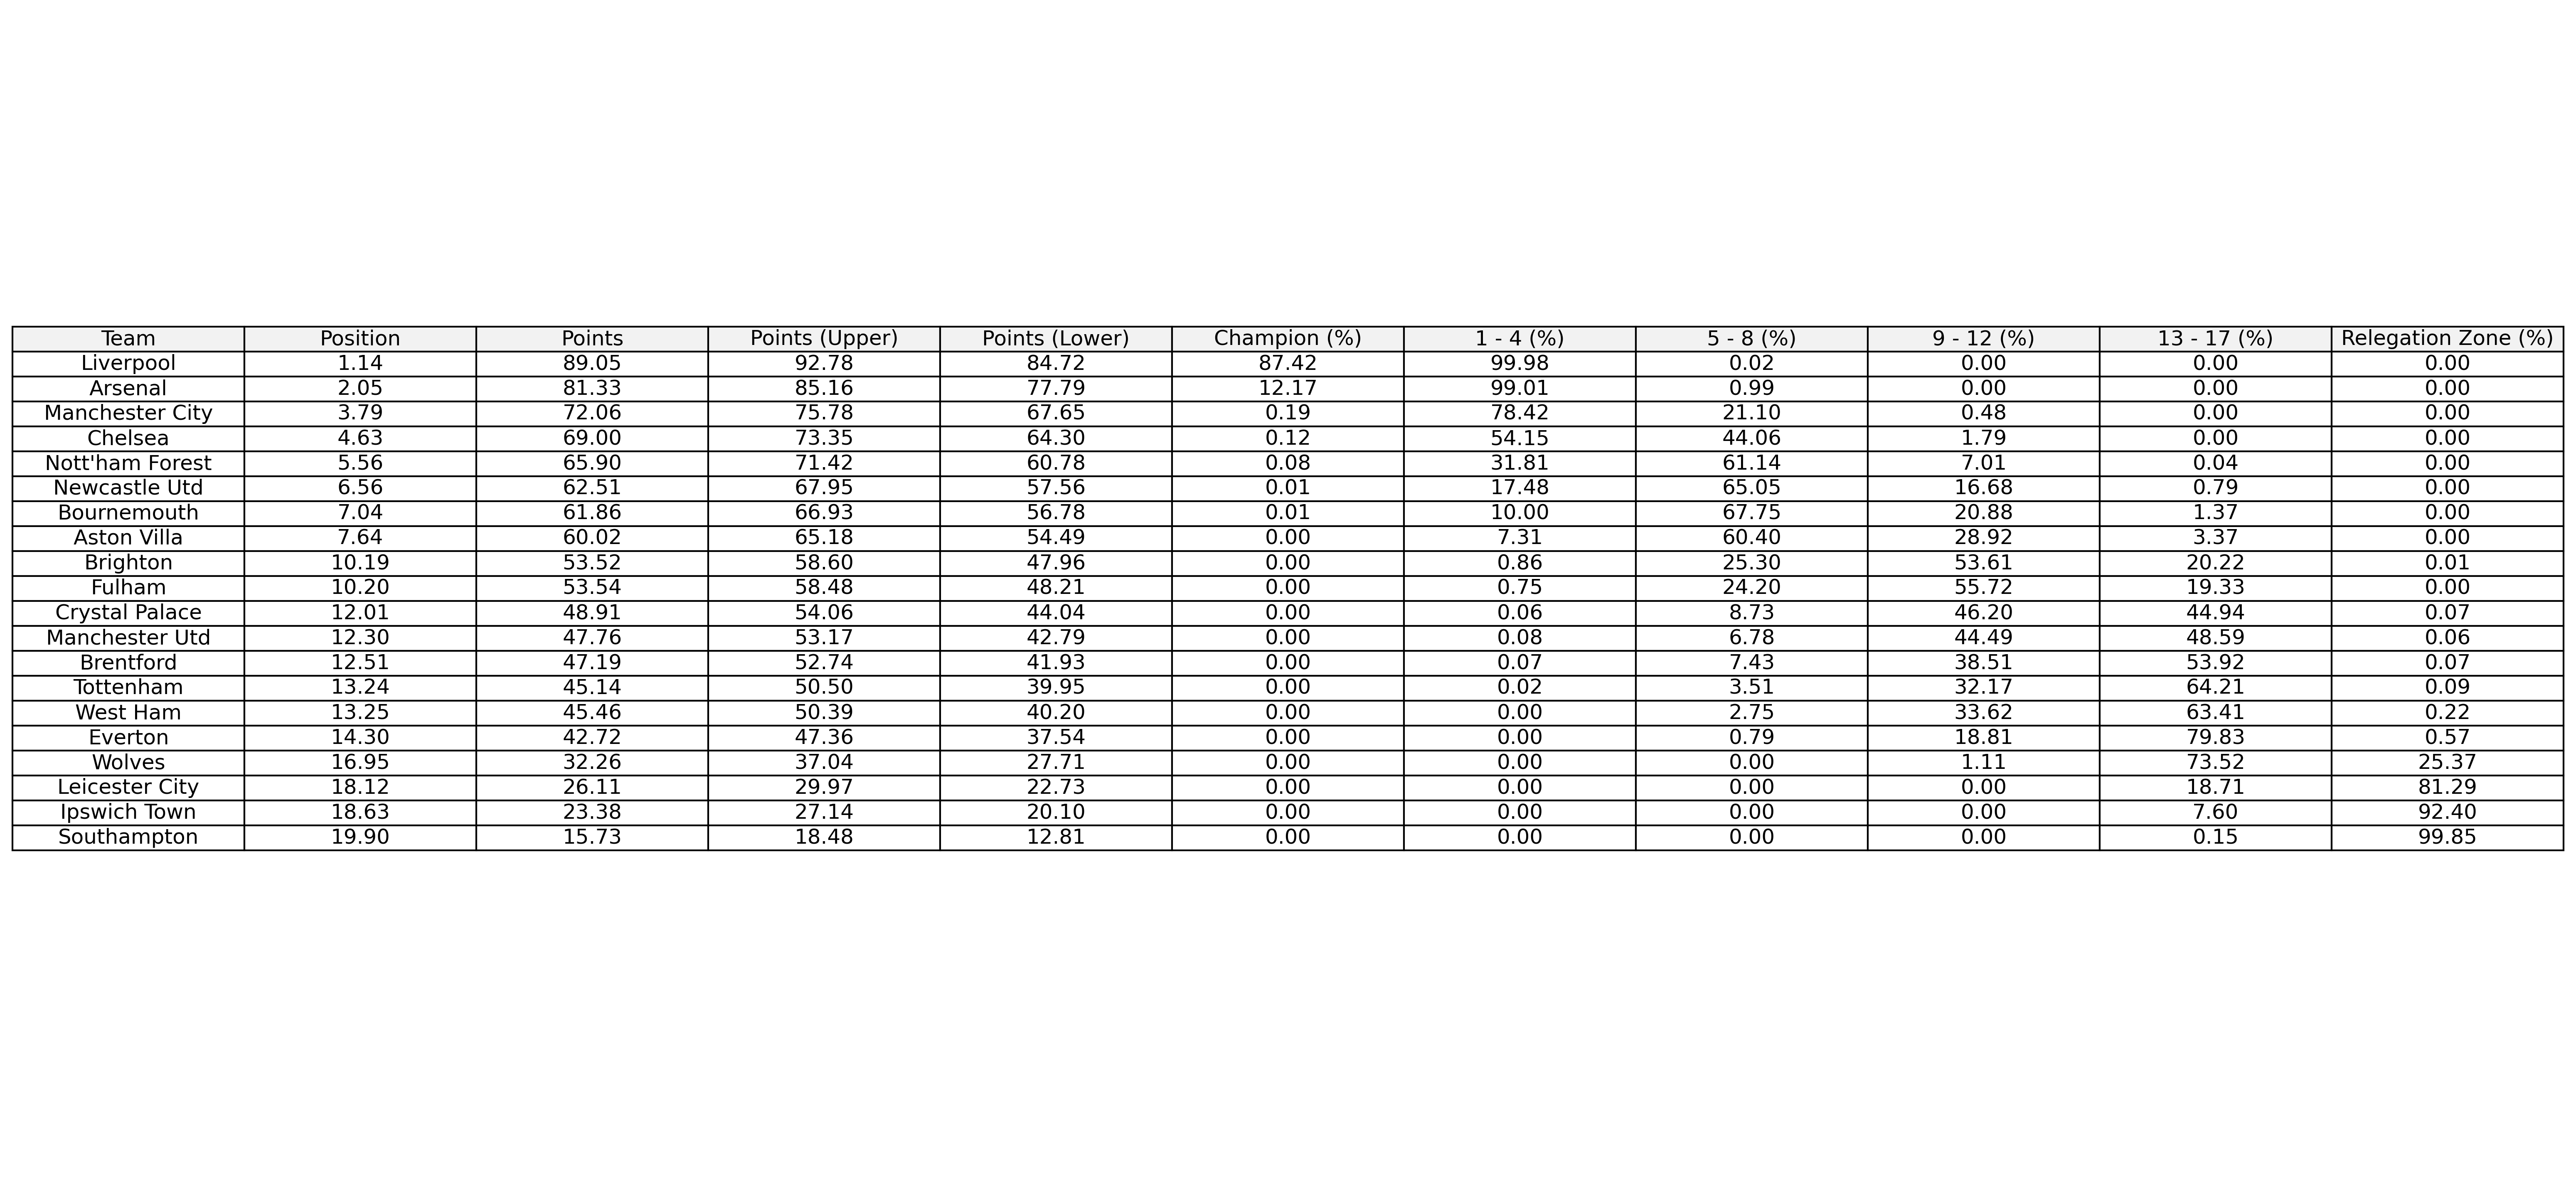 Team Position Points Points (Upper) Points (Lower) Champion (%) 1 - 4 (%) 5 - 8 (%) 9 - 12 (%) 13 - 17 (%) Relegation Zone (%)
Liverpool 1.14 89.05 92.78 84.72 87.42 99.98 0.02 0.00 0.00 0.00
Arsenal 2.05 81.33 85.16 77.79 12.17 99.01 0.99 0.00 0.00 0.00
Manchester City 3.79 72.06 75.78 67.65 0.19 78.42 21.10 0.48 0.00 0.00
Chelsea 4.63 69.00 73.35 64.30 0.12 54.15 44.06 1.79 0.00 0.00
Nott'ham Forest 5.56 65.90 71.42 60.78 0.08 31.81 61.14 7.01 0.04 0.00
Newcastle Utd 6.56 62.51 67.95 57.56 0.01 17.48 65.05 16.68 0.79 0.00
Bournemouth 7.04 61.86 66.93 56.78 0.01 10.00 67.75 20.88 1.37 0.00
Aston Villa 7.64 60.02 65.18 54.49 0.00 7.31 60.40 28.92 3.37 0.00
Brighton 10.19 53.52 58.60 47.96 0.00 0.86 25.30 53.61 20.22 0.01
Fulham 10.20 53.54 58.48 48.21 0.00 0.75 24.20 55.72 19.33 0.00
Crystal Palace 12.01 48.91 54.06 44.04 0.00 0.06 8.73 46.20 44.94 0.07
Manchester Utd 12.30 47.76 53.17 42.79 0.00 0.08 6.78 44.49 48.59 0.06
Brentford 12.51 47.19 52.74 41.93 0.00 0.07 7.43 38.51 53.92 0.07
Tottenham 13.24 45.14 50.50 39.95 0.00 0.02 3.51 32.17 64.21 0.09
West Ham 13.25 45.46 50.39 40.20 0.00 0.00 2.75 33.62 63.41 0.22
Everton 14.30 42.72 47.36 37.54 0.00 0.00 0.79 18.81 79.83 0.57
Wolves 16.95 32.26 37.04 27.71 0.00 0.00 0.00 1.11 73.52 25.37
Leicester City 18.12 26.11 29.97 22.73 0.00 0.00 0.00 0.00 18.71 81.29
Ipswich Town 18.63 23.38 27.14 20.10 0.00 0.00 0.00 0.00 7.60 92.40
Southampton 19.90 15.73 18.48 12.81 0.00 0.00 0.00 0.00 0.15 99.85